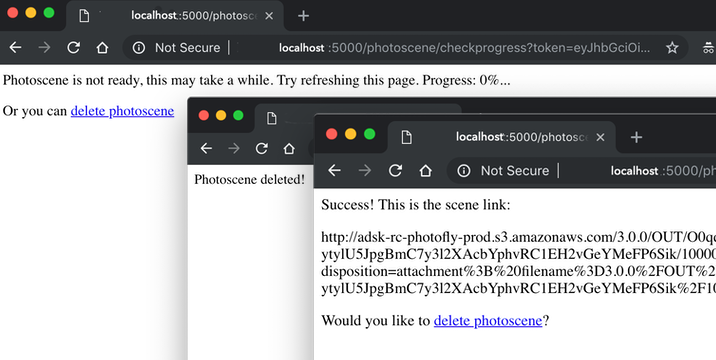 localhost:5000/photosce
Not Secure
localhost:5000/photoscene/checkprogress?token=eyJhbGciOi...
Photoscene is not ready, this may take a while. Try refreshing this page. Progress: 0%...
Or you can delete photoscene
Photoscene deleted!
localhost:5000/photosc
Not Secure
localhost:5000/ph
Success! This is the scene link:
http://adsk-rc-photofly-prod.s3.amazonaws.com/3.0.0/OUT/O0q
ytylU5JpgBmC7y3l2XAcbYphvRC1EH2vGeYMeFP6Sik/10000
disposition=attachment%3B%20filename%3D3.0.0%2FOUT%2
ytylU5JpgBmC7y3l2XAcbYphvRC1EH2vGeYMeFP6Sik%2F10
Would you like to delete photoscene?